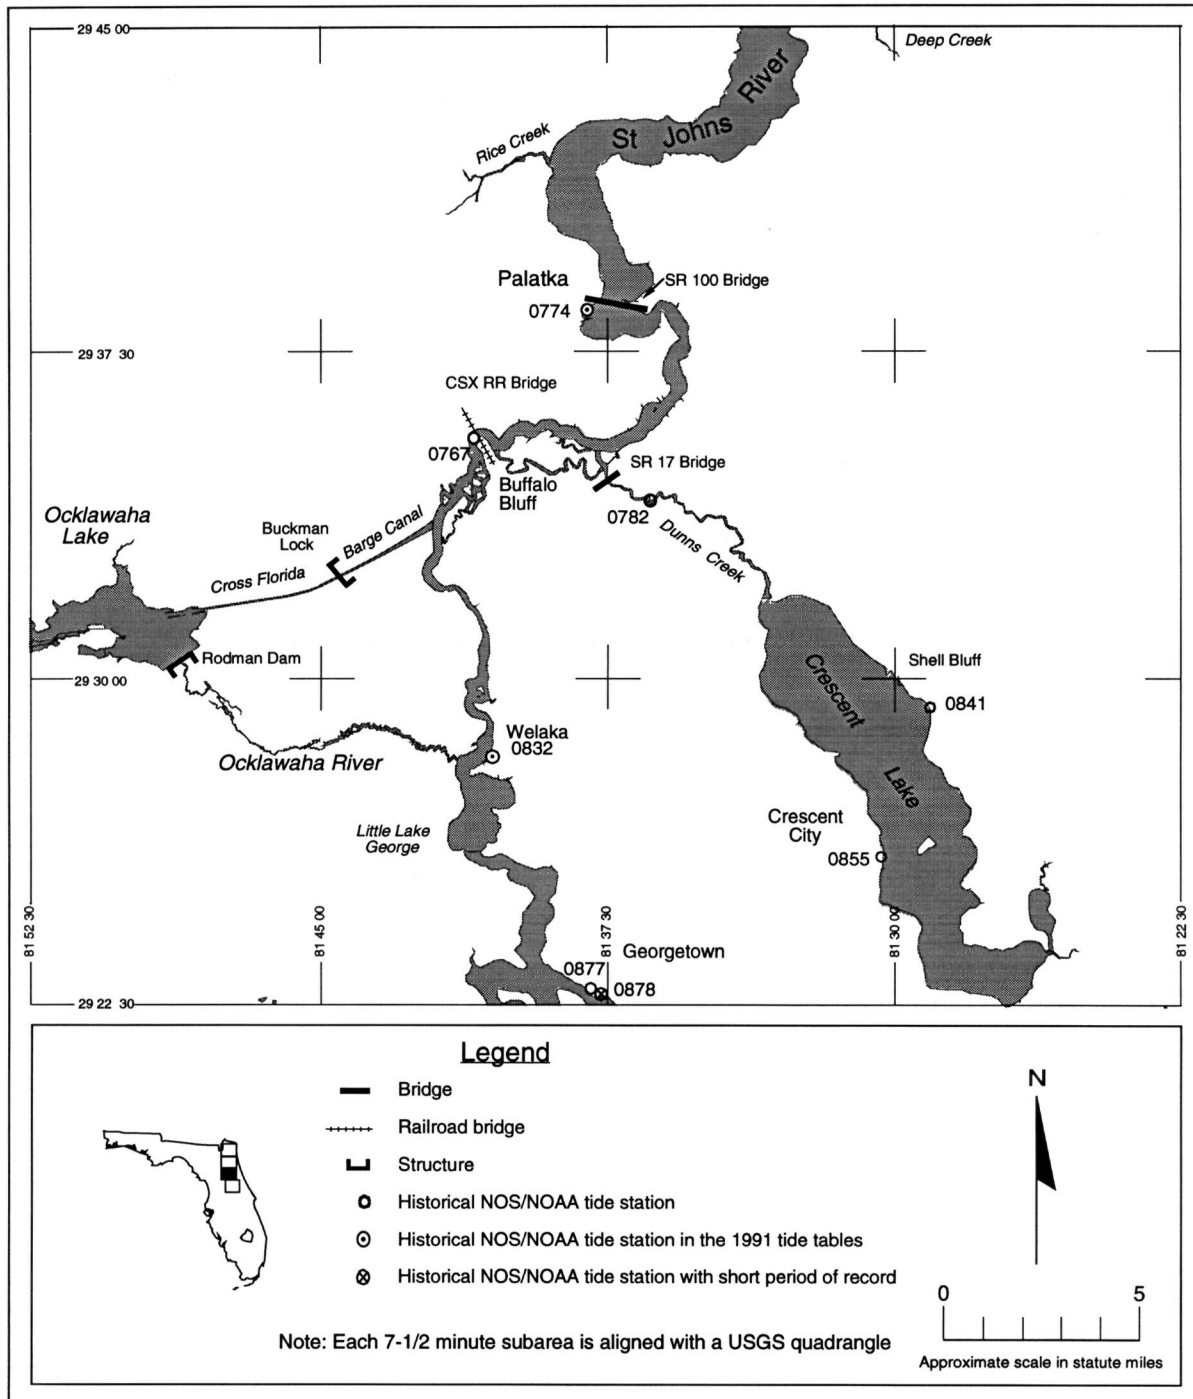 29 45 00
Deep Creek
St Johns River
Rice Creek
Palatka
SR 100 Bridge
0774
29 37 30
CSX RR Bridge
0767
SR 17 Bridge
Buffalo
Bluff
0782
Ocklawaha
Lake
Buckman
Lock
Barge Canal
Cross Florida
Dunns Creek
Rodman Dam
Shell Bluff
29 30 00
0841
Crescent Lake
Welaka
0832
Ocklawaha River
Little Lake
George
Crescent
City
0855
81 52 30
81 45 00
81 37 30
81 30 00
81 22 30
Georgetown
0877
0878
29 22 30
Legend
Bridge
Railroad bridge
Structure
Historical NOS/NOAA tide station
Historical NOS/NOAA tide station in the 1991 tide tables
Historical NOS/NOAA tide station with short period of record
N
0 5
Approximate scale in statute miles
Note: Each 7-1/2 minute subarea is aligned with a USGS quadrangle